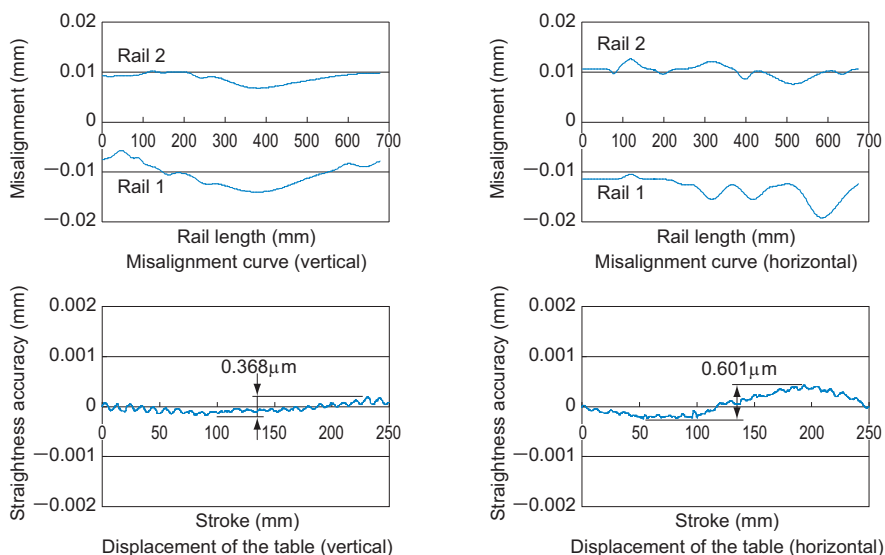 Misalignment (mm)
0.02
0.01
0
−0.01
−0.02
Rail 2
0 100 200 300 400 500 600 700
Rail 1
Rail length (mm)
Misalignment curve (vertical)
Misalignment (mm)
0.02
0.01
0
−0.01
−0.02
Rail 2
0 100 200 300 400 500 600 700
Rail 1
Rail length (mm)
Misalignment curve (horizontal)
Straightness accuracy (mm)
0.002
0.001
0
−0.001
−0.002
0.368μm
0 50 100 150 200 250
Stroke (mm)
Displacement of the table (vertical)
Straightness accuracy (mm)
0.002
0.001
0
−0.001
−0.002
0.601μm
0 50 100 150 200 250
Stroke (mm)
Displacement of the table (horizontal)